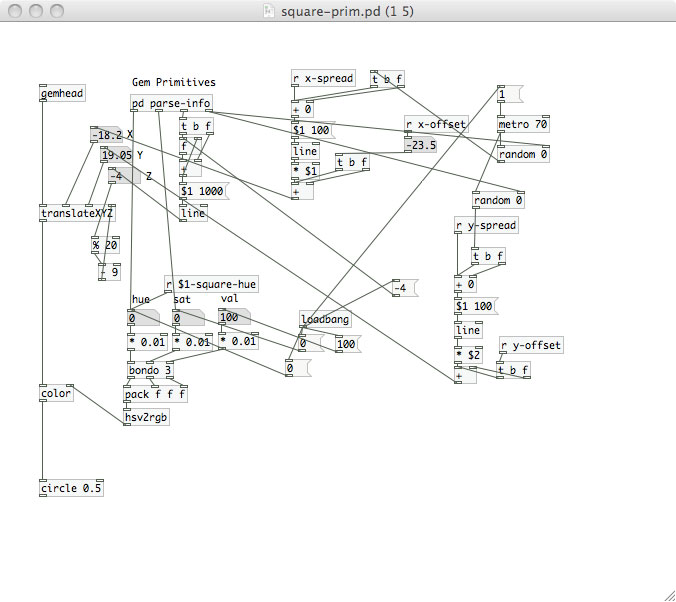 square-prim.pd (1 5)
gemhead
Gem Primitives
pd parse-info
r x-spread
t b f
1
+ 0
$1 100
r x-offset
metro 70
-18.2 X
t b f
f
-23.5
19.05 Y
line
t b f
random 0
-4 Z
+
* $1
$1 1000
+
random 0
translateXYZ
line
r y-spread
% 20
t b f
- 9
+ 0
r $1-square-hue
-4
hue
sat
val
$1 100
0
0
100
loadbang
line
* 0.01
* 0.01
* 0.01
0
100
r y-offset
* $2
bondo 3
0
+
t b f
color
pack f f f
hsv2rgb
circle 0.5